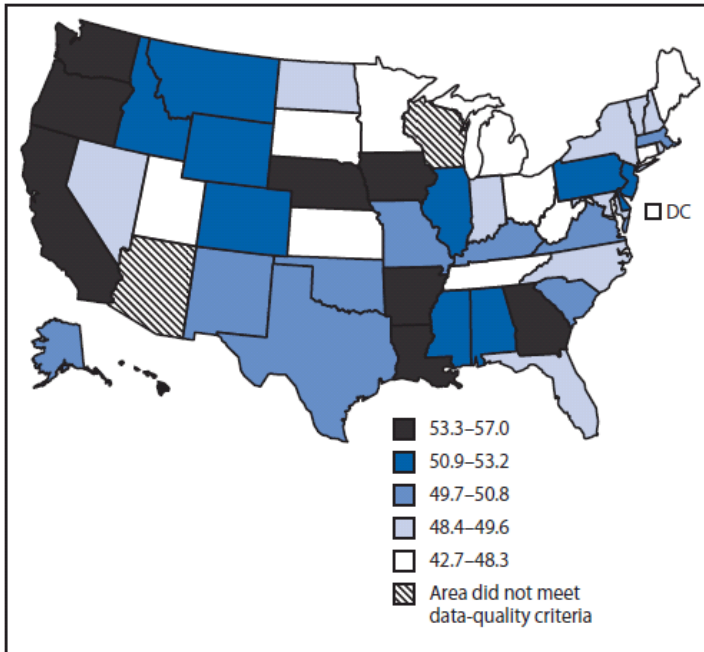 DC
53.3–57.0
50.9–53.2
49.7–50.8
48.4–49.6
42.7–48.3
Area did not meet
data-quality criteria